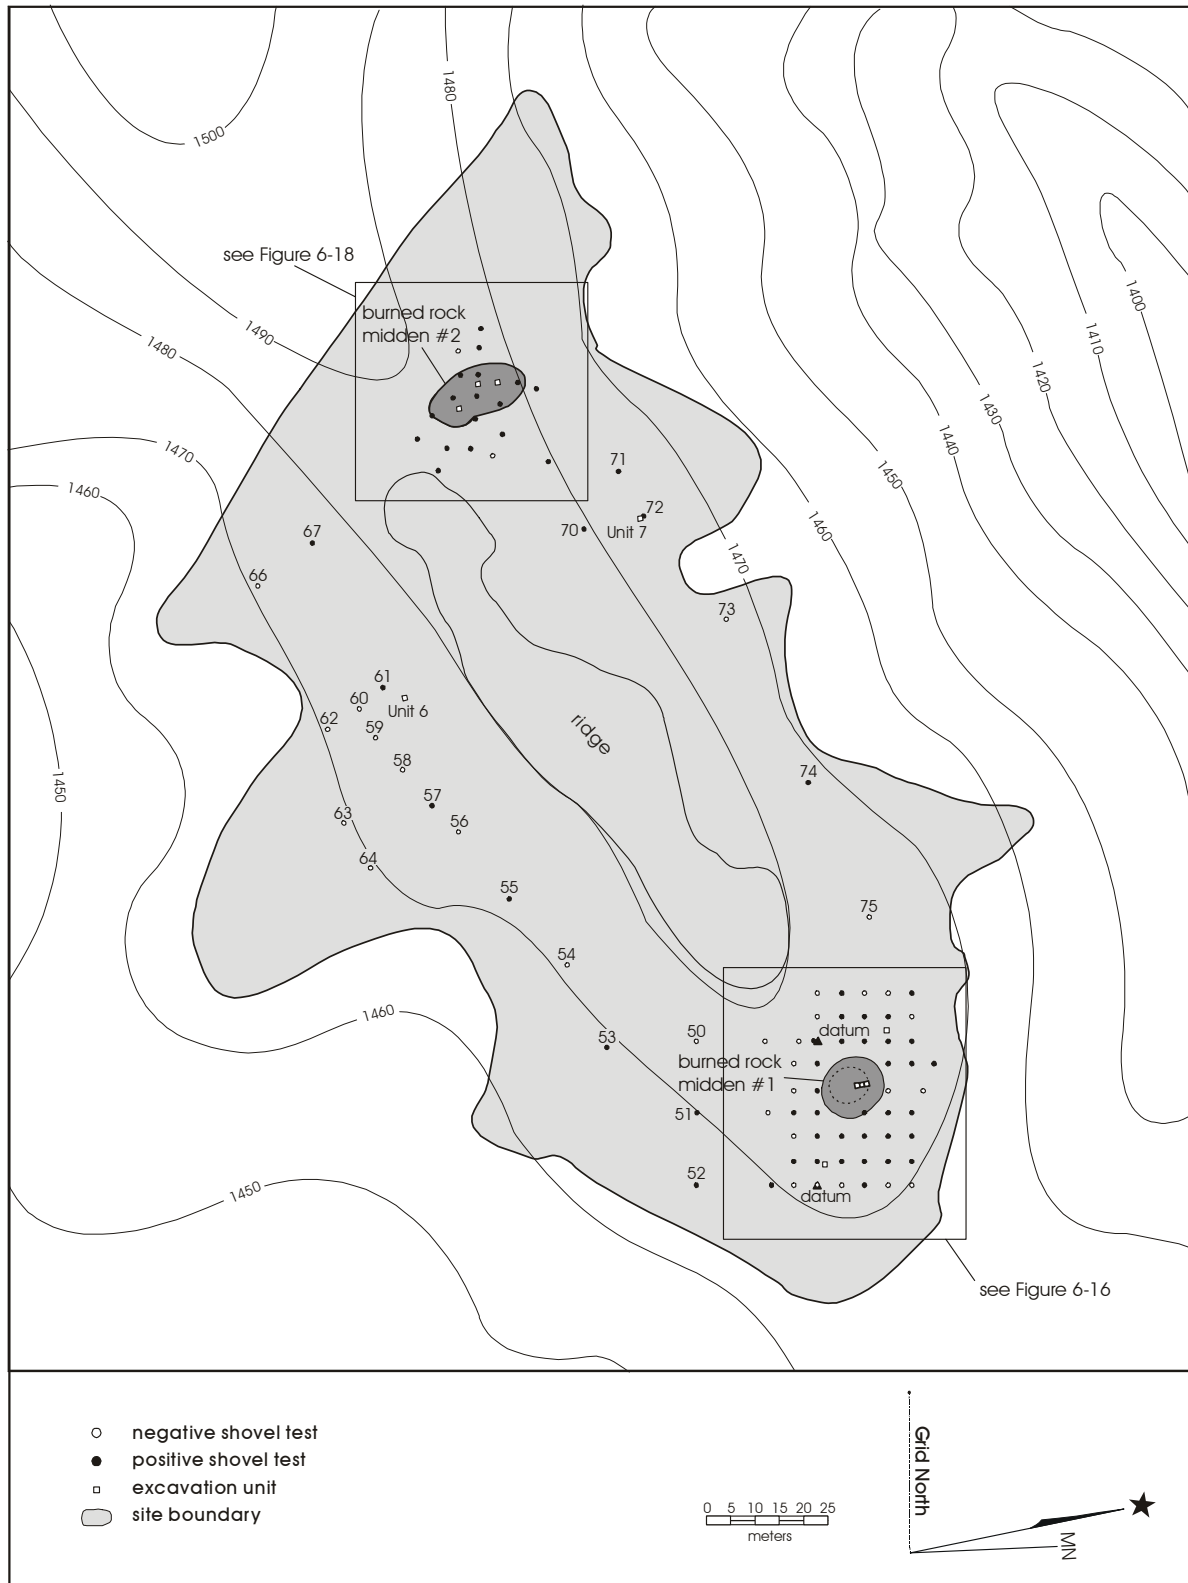 1500
1480
see Figure 6-18
burned rock
midden #2
1490
1480
1400
1410
1420
1430
1440
1450
1460
1470
1470
1460
71
72
70
Unit 7
67
66
73
61
60
Unit 6
62
59
58
57
56
63
64
ridge
74
1450
55
75
54
53
50
1460
datum
burned rock
midden #1
51
52
datum
1450
see Figure 6-16
negative shovel test
positive shovel test
excavation unit
site boundary
0 5 10 15 20 25
meters
Grid North
MN